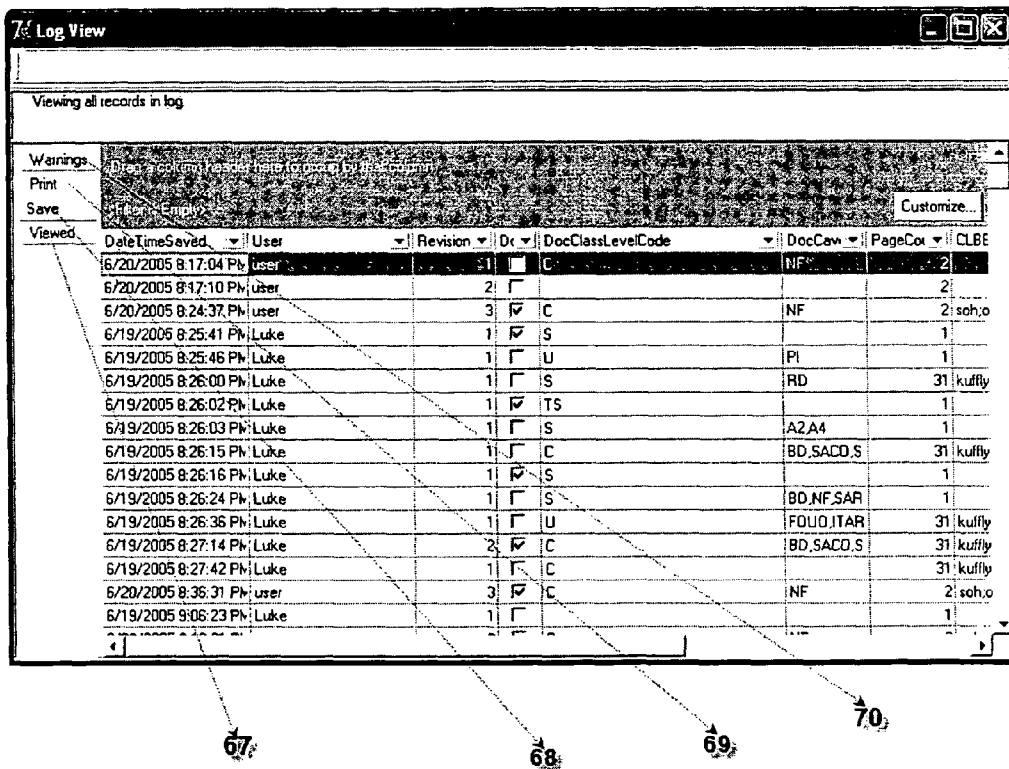 Log View
Viewing all records in log.
Warnings
Print
Save
Viewed
Customize...
DateTimeSaved User Revision Dc DocClassLevelCode DocCav PageCou CLBE
6/20/2005 8:17:04 PM user 1 C NF 2
6/20/2005 8:17:10 PM user 2 2
6/20/2005 8:24:37 PM user 3 C NF 2 soh;o
6/19/2005 8:25:41 PM Luke 1 S 1
6/19/2005 8:25:46 PM Luke 1 U PI 1
6/19/2005 8:26:00 PM Luke 1 S RD 31 kuffly
6/19/2005 8:26:02 PM Luke 1 TS 1
6/19/2005 8:26:03 PM Luke 1 S A2,A4 1
6/19/2005 8:26:15 PM Luke 1 C BD,SACO,S 31 kuffly
6/19/2005 8:26:16 PM Luke 1 S 1
6/19/2005 8:26:24 PM Luke 1 S BD,NF,SAR 1
6/19/2005 8:26:36 PM Luke 1 U FOUO,ITAR 31 kuffly
6/19/2005 8:27:14 PM Luke 2 C BD,SACO,S 31 kuffly
6/19/2005 8:27:42 PM Luke 1 C 31 kuffly
6/20/2005 8:36:31 PM user 3 C NF 2 soh;o
6/19/2005 9:06:23 PM Luke 1 1
67
68
69
70